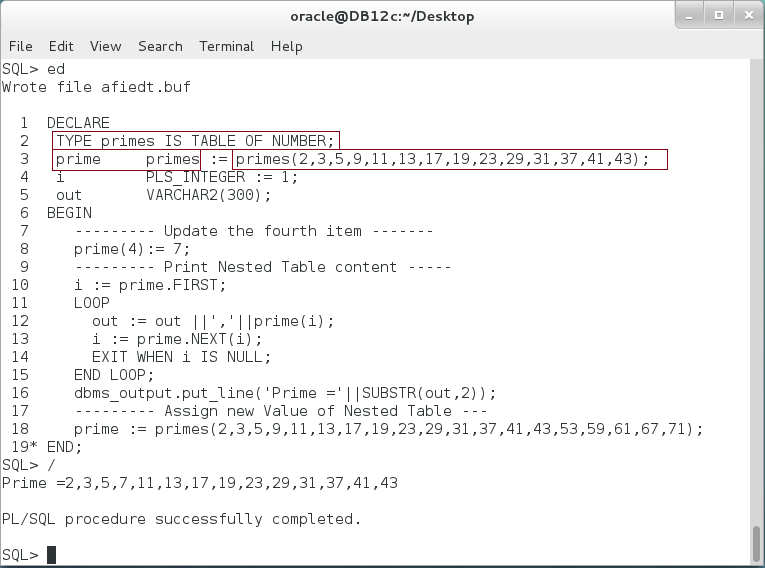 oracle@DB12c:~/Desktop
File Edit View Search Terminal Help
SQL> ed
Wrote file afiedt.buf
1 DECLARE
2 TYPE primes IS TABLE OF NUMBER;
3 prime primes := primes(2,3,5,9,11,13,17,19,23,29,31,37,41,43);
4 i PLS_INTEGER := 1;
5 out VARCHAR2(300);
6 BEGIN
7 --------- Update the fourth item -------
8 prime(4):= 7;
9 --------- Print Nested Table content -----
10 i := prime.FIRST;
11 LOOP
12 out := out ||','||prime(i);
13 i := prime.NEXT(i);
14 EXIT WHEN i IS NULL;
15 END LOOP;
16 dbms_output.put_line('Prime ='||SUBSTR(out,2));
17 --------- Assign new Value of Nested Table ---
18 prime := primes(2,3,5,9,11,13,17,19,23,29,31,37,41,43,53,59,61,67,71);
19* END;
SQL> /
Prime =2,3,5,7,11,13,17,19,23,29,31,37,41,43
PL/SQL procedure successfully completed.
SQL>